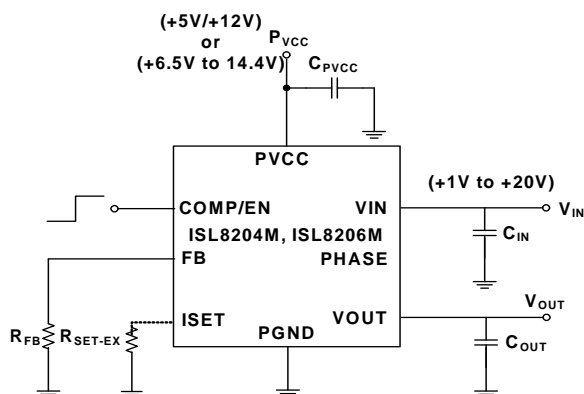 (+5V/+12V)
or
(+6.5V to 14.4V)
PVCC
CPVCC
PVCC
(+1V to +20V)
COMP/EN
VIN
VIN
ISL8204M, ISL8206M
CIN
FB
PHASE
VOUT
ISET
VOUT
RFB
RSET-EX
PGND
COUT